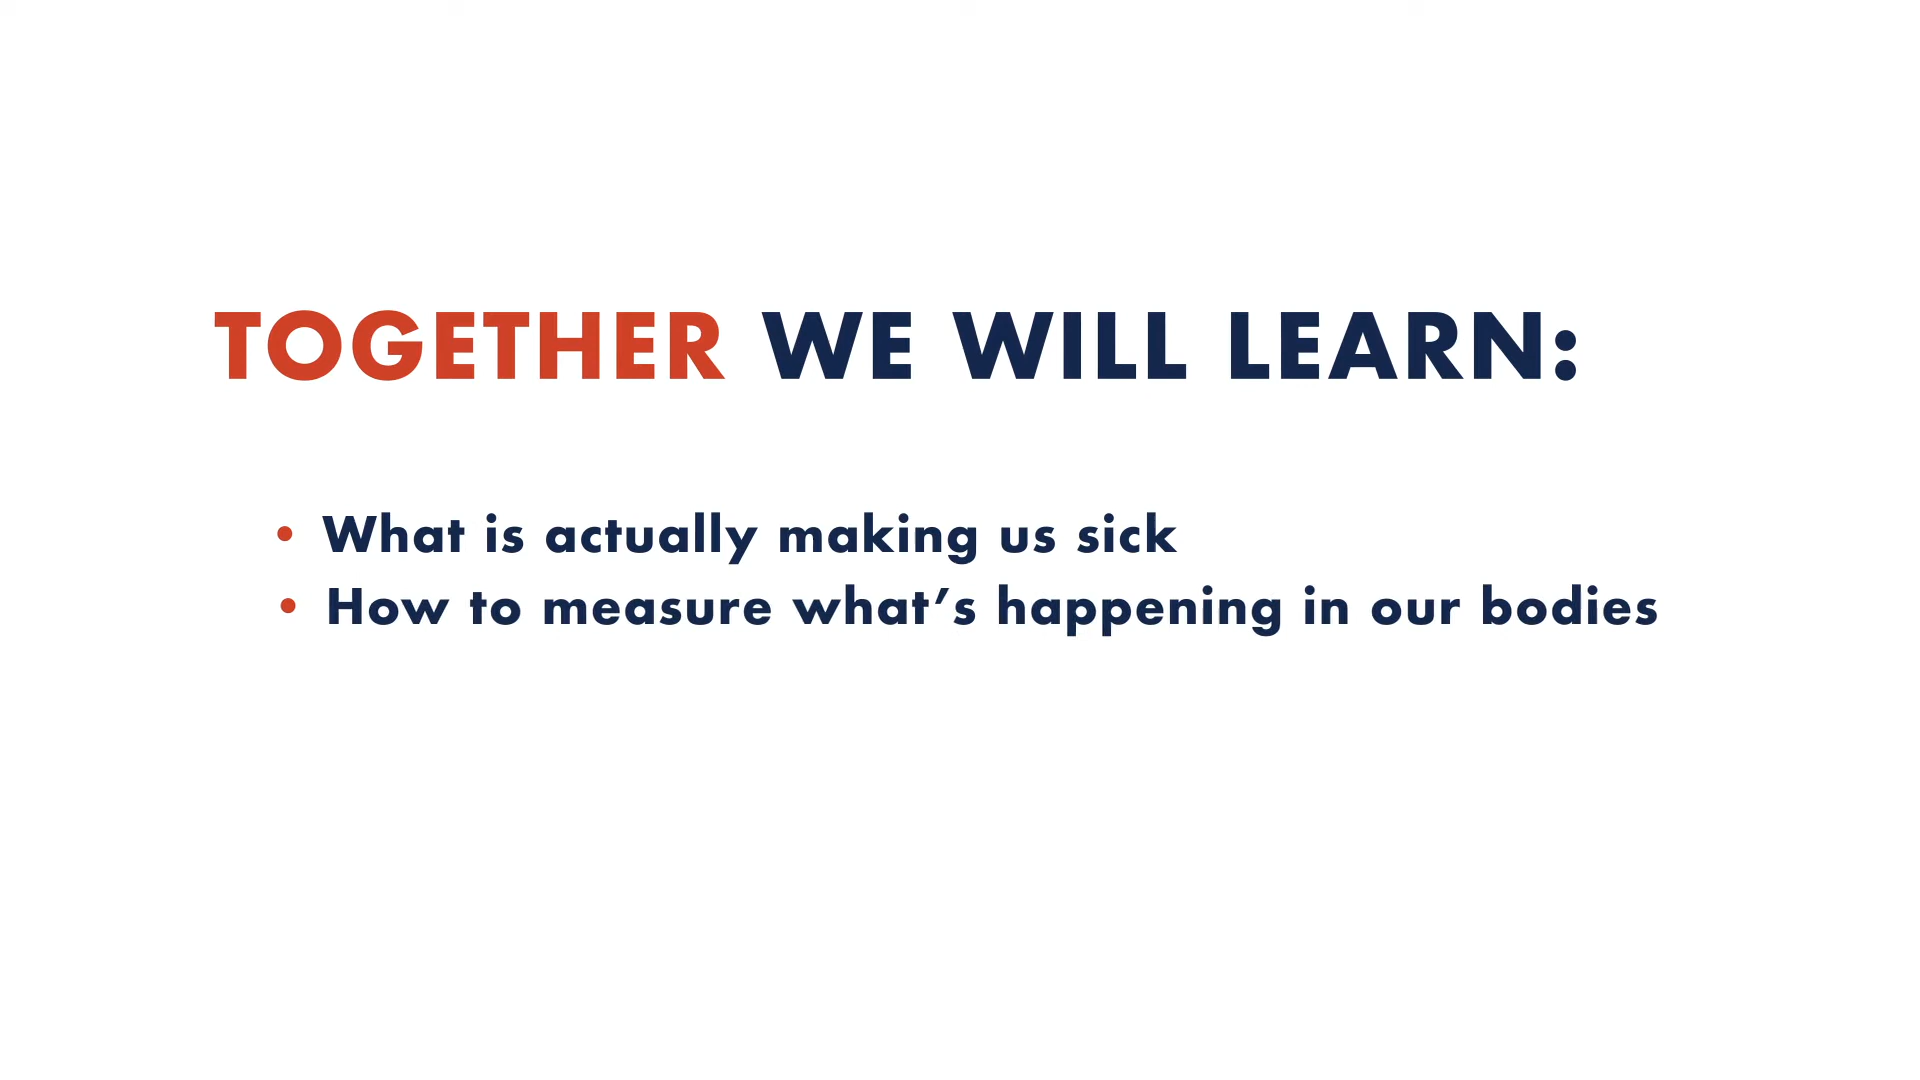 TOGETHER WE WILL LEARN:
• What is actually making us sick
• How to measure what’s happening in our bodies